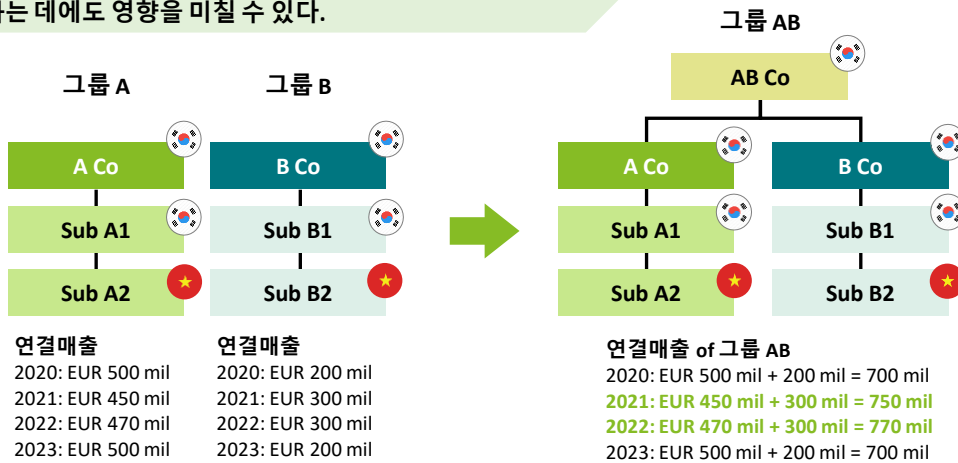 하는 데에도 영향을 미칠 수 있다.
그룹 A
A Co
Sub A1
Sub A2
연결매출
2020: EUR 500 mil
2021: EUR 450 mil
2022: EUR 470 mil
2023: EUR 500 mil
그룹 B
B Co
Sub B1
Sub B2
연결매출
2020: EUR 200 mil
2021: EUR 300 mil
2022: EUR 300 mil
2023: EUR 200 mil
그룹 AB
AB Co
A Co
B Co
Sub A1
Sub B1
Sub A2
Sub B2
연결매출 of 그룹 AB
2020: EUR 500 mil + 200 mil = 700 mil
2021: EUR 450 mil + 300 mil = 750 mil
2022: EUR 470 mil + 300 mil = 770 mil
2023: EUR 500 mil + 200 mil = 700 mil